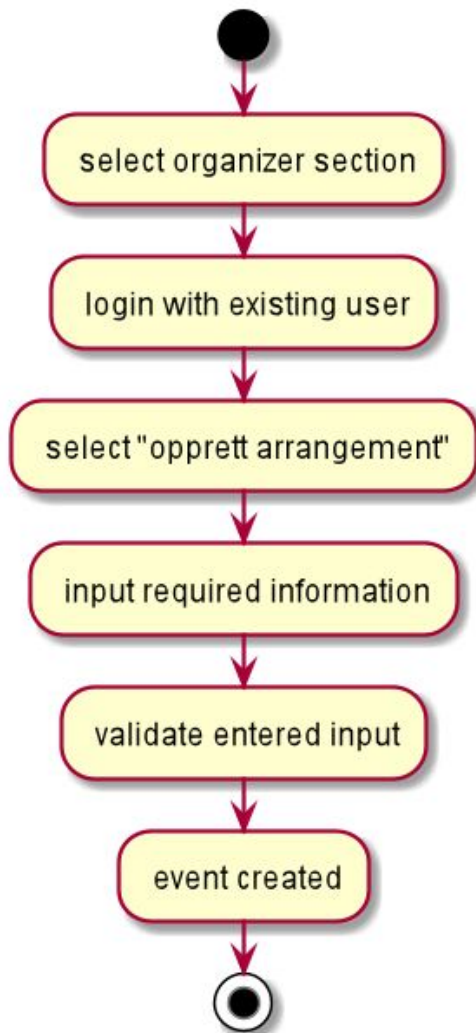 select organizer section
login with existing user
select "opprett arrangement"
input required information
validate entered input
event created